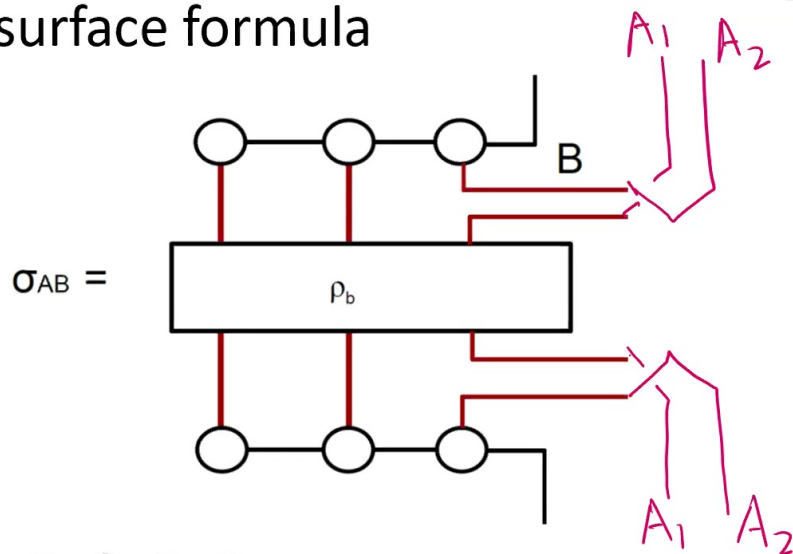 surface formula
A1 A2
B
σAB =
ρb
A1 A2